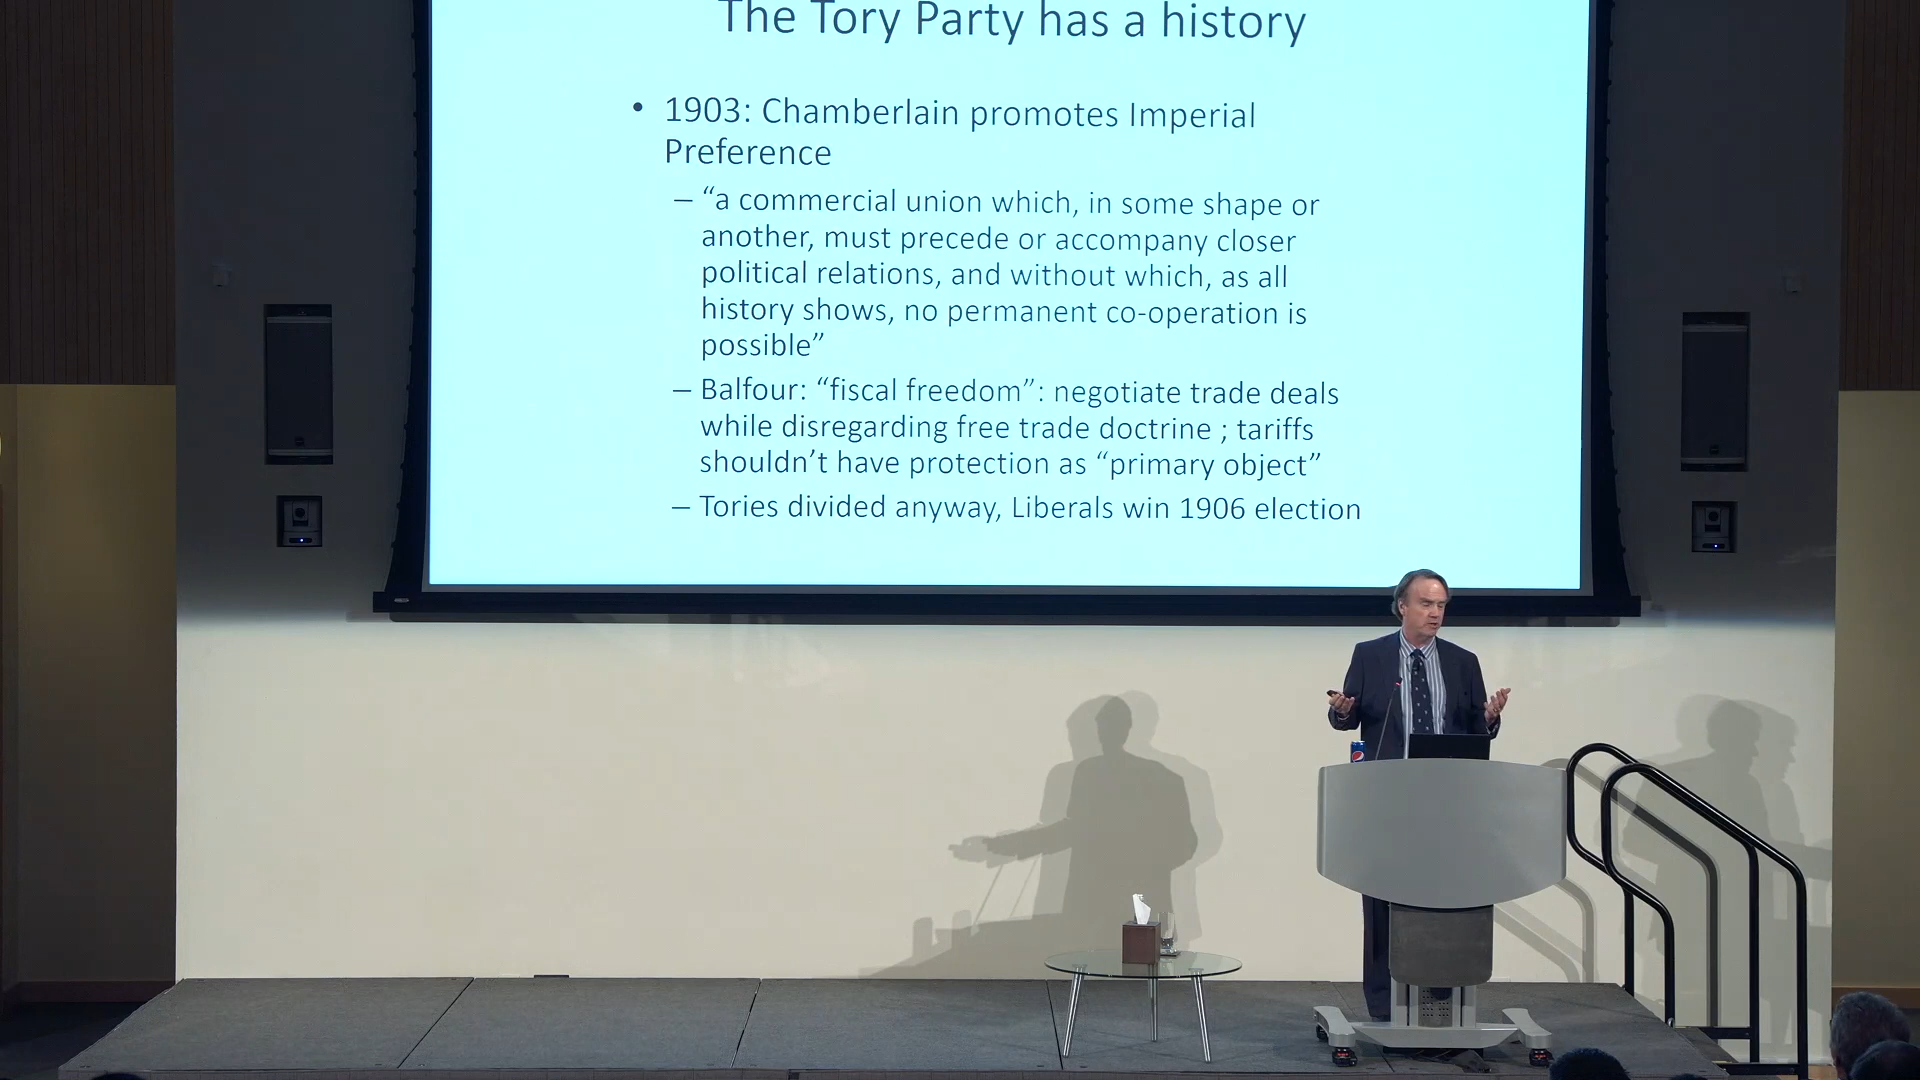 The Tory Party has a history
• 1903: Chamberlain promotes Imperial
Preference
– “a commercial union which, in some shape or
another, must precede or accompany closer
political relations, and without which, as all
history shows, no permanent co-operation is
possible”
– Balfour: “fiscal freedom”: negotiate trade deals
while disregarding free trade doctrine ; tariffs
shouldn’t have protection as “primary object”
– Tories divided anyway, Liberals win 1906 election